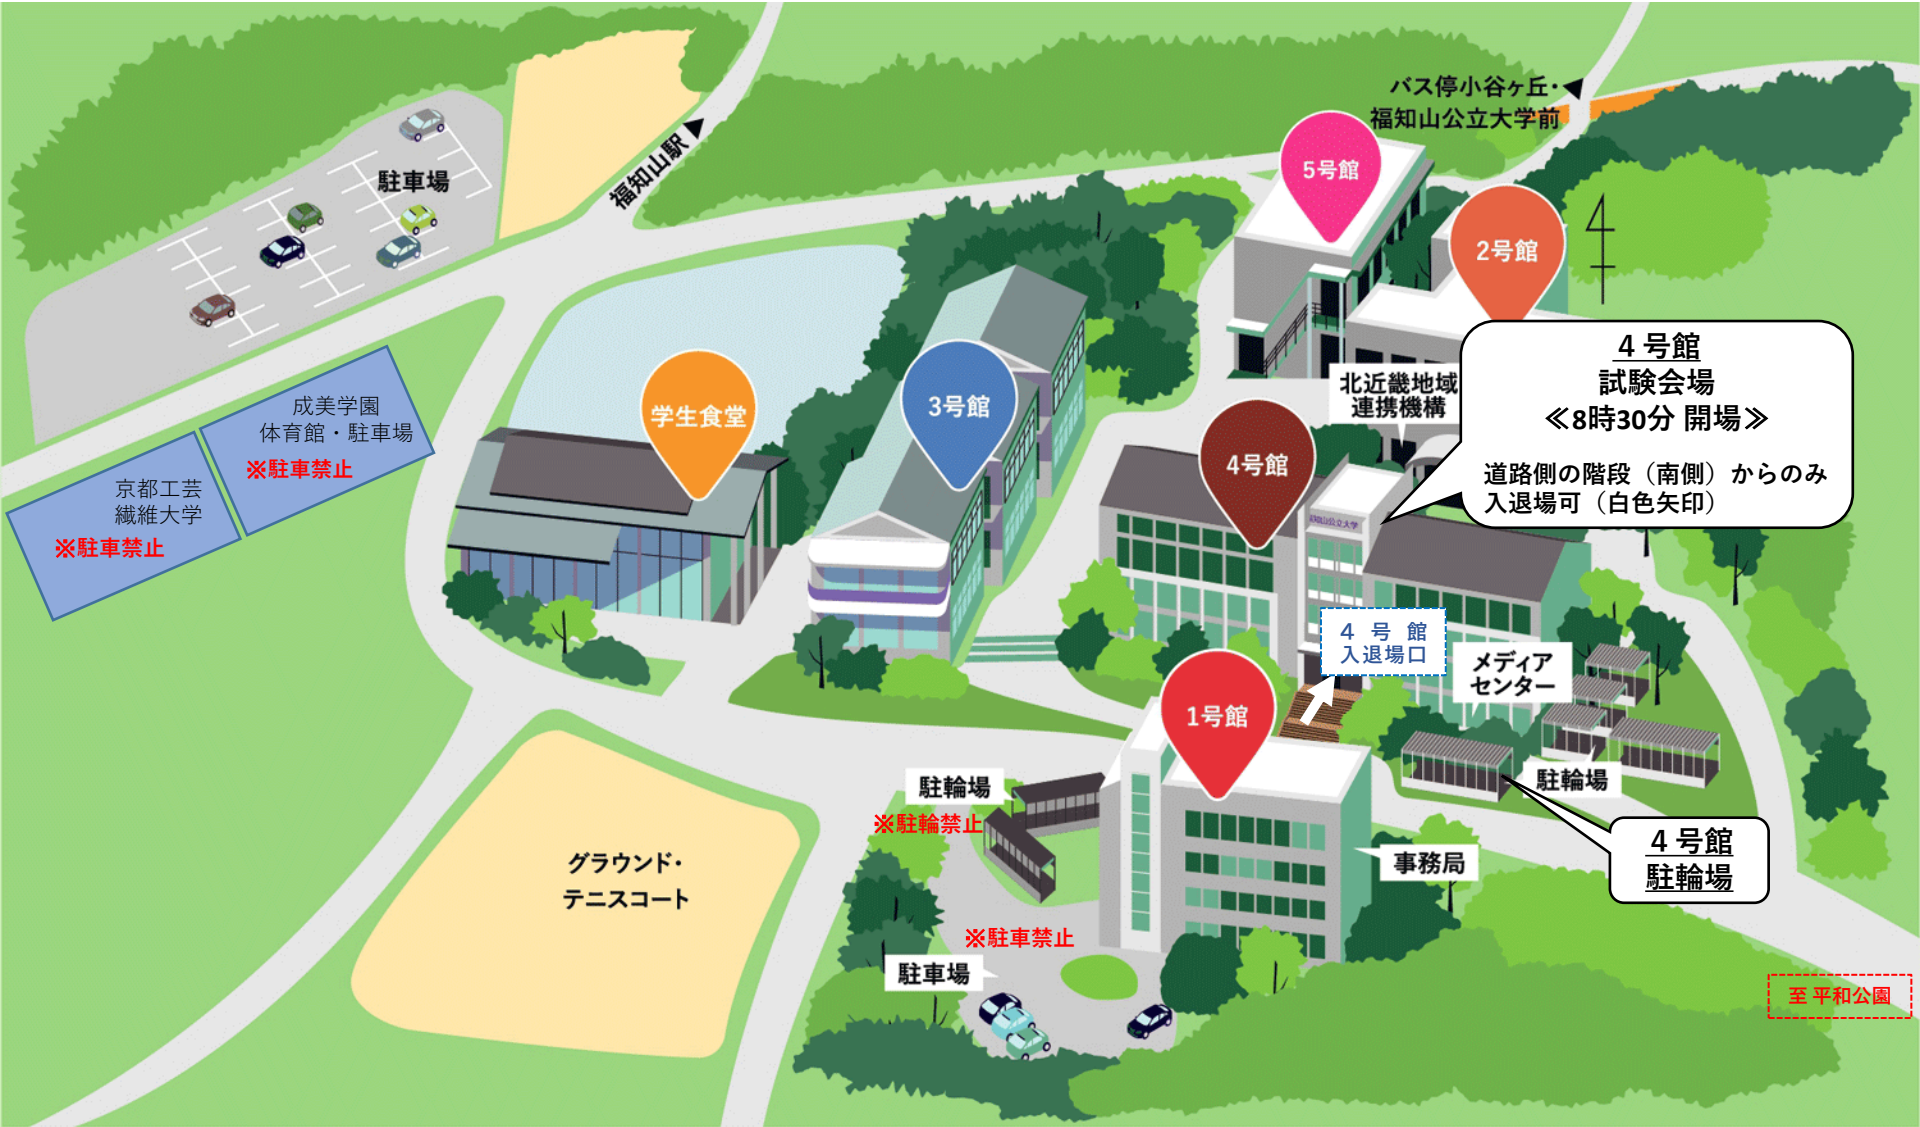 バス停小谷ヶ丘・
福知山公立大学前
5号館
駐車場
福知山駅
2号館
４号館
試験会場
≪8時30分 開場≫
道路側の階段（南側）からのみ
入退場可（白色矢印）
北近畿地域
連携機構
成美学園
体育館・駐車場
※駐車禁止
京都工芸
繊維大学
※駐車禁止
学生食堂
3号館
4号館
福知山公立大学
４号館
入退場口
メディア
センター
1号館
駐輪場
※駐輪禁止
駐輪場
４号館
駐輪場
事務局
グラウンド・
テニスコート
※駐車禁止
駐車場
至 平和公園